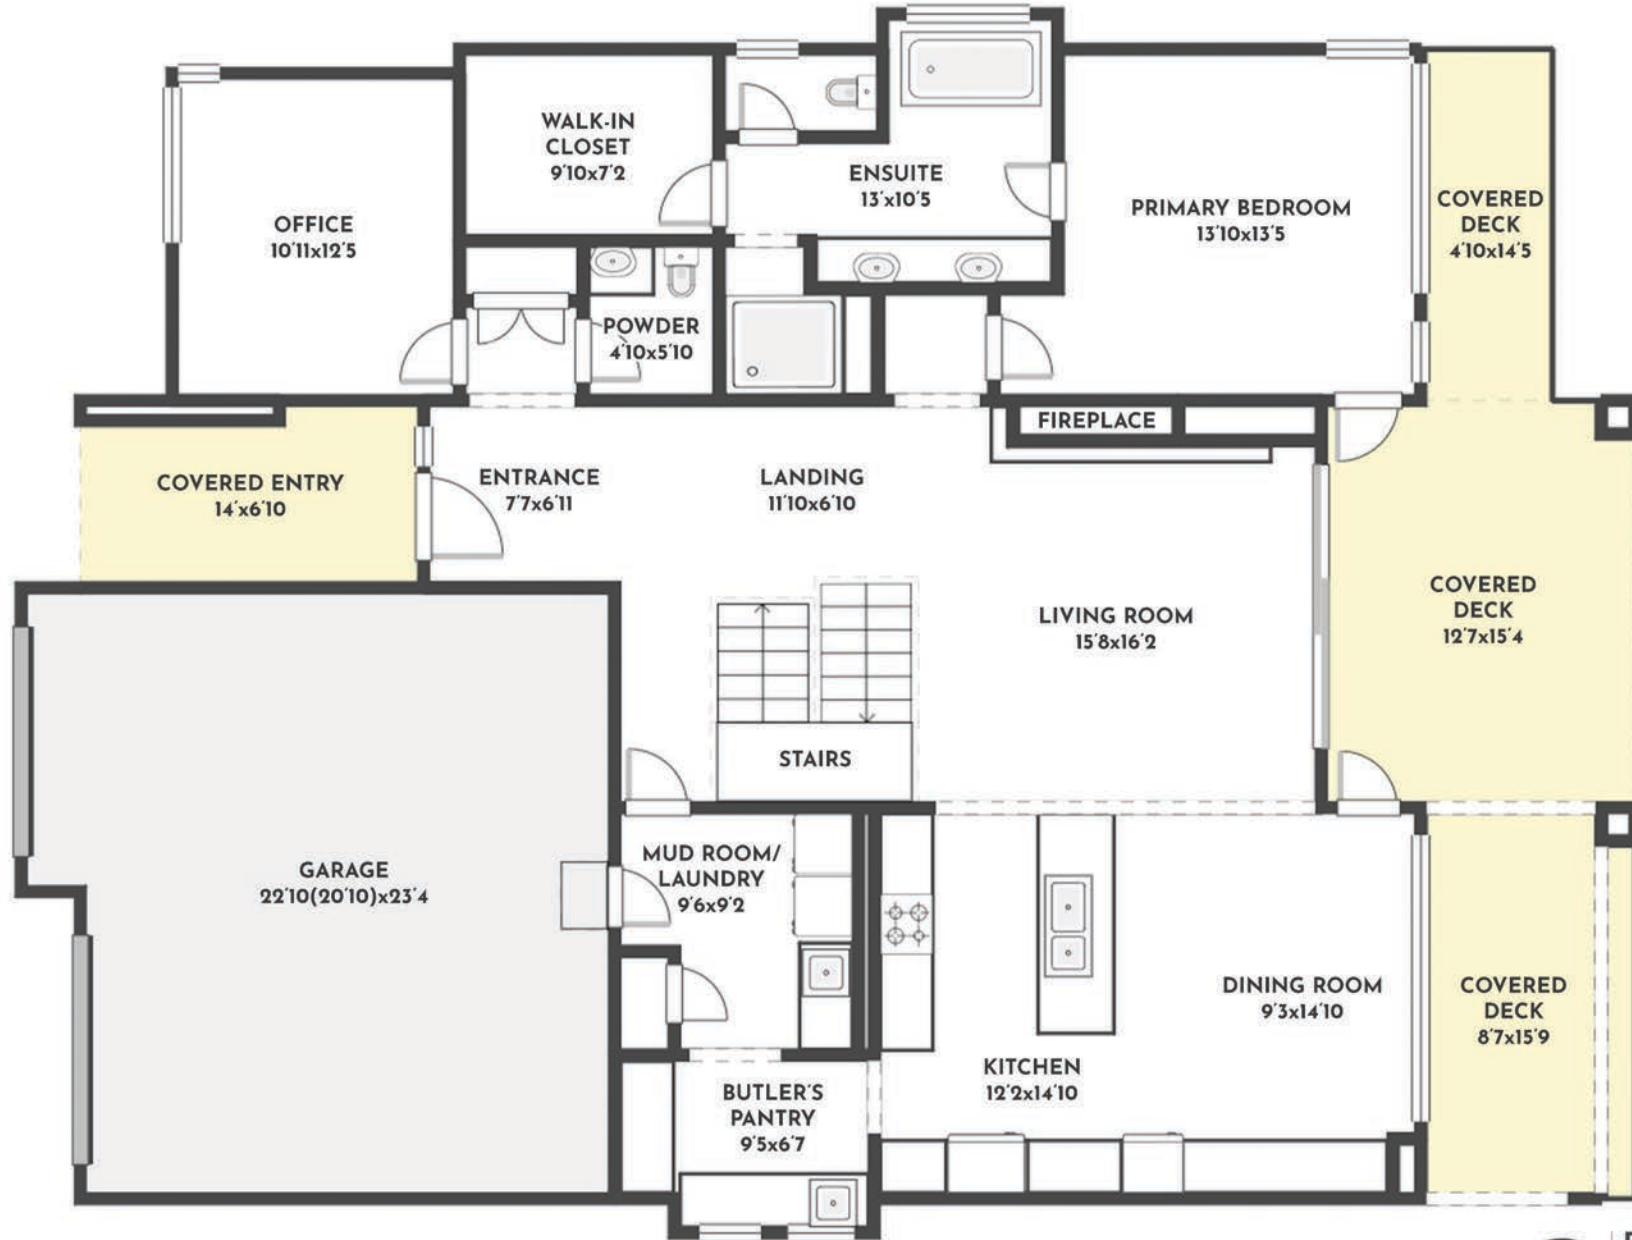 WALK-IN
CLOSET
9'10x7'2
ENSUITE
13'x10'5
OFFICE
10'11x12'5
PRIMARY BEDROOM
13'10x13'5
COVERED
DECK
4'10x14'5
POWDER
4'10x5'10
FIREPLACE
COVERED ENTRY
14'x6'10
ENTRANCE
7'7x6'11
LANDING
11'10x6'10
LIVING ROOM
15'8x16'2
COVERED
DECK
12'7x15'4
STAIRS
GARAGE
22'10(20'10)x23'4
MUD ROOM/
LAUNDRY
9'6x9'2
DINING ROOM
9'3x14'10
COVERED
DECK
8'7x15'9
KITCHEN
12'2x14'10
BUTLER'S
PANTRY
9'5x6'7